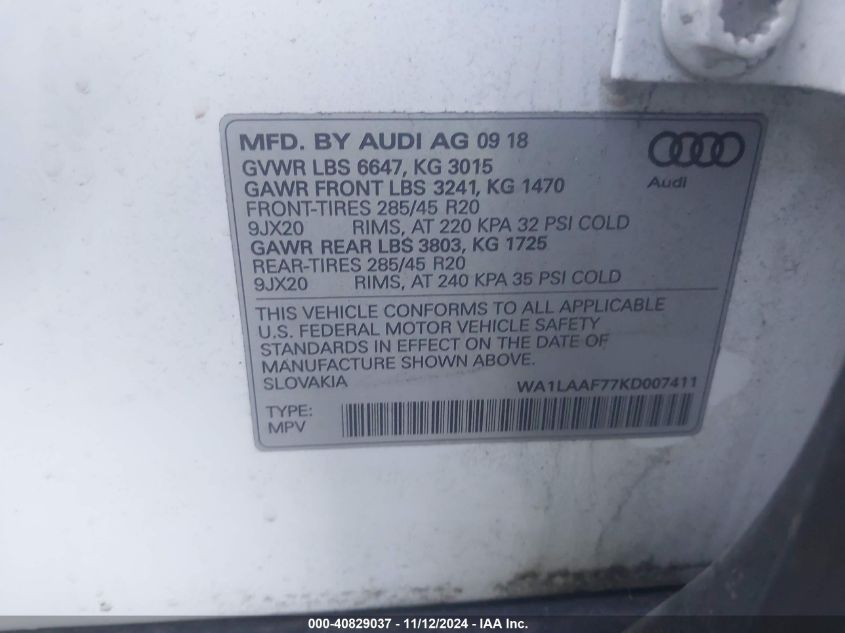 MFD. BY AUDI AG 09 18
GVWR LBS 6647, KG 3015
GAWR FRONT LBS 3241, KG 1470
FRONT-TIRES 285/45 R20
9JX20 RIMS, AT 220 KPA 32 PSI COLD
GAWR REAR LBS 3803, KG 1725
REAR-TIRES 285/45 R20
9JX20 RIMS, AT 240 KPA 35 PSI COLD
Audi
THIS VEHICLE CONFORMS TO ALL APPLICABLE
U.S. FEDERAL MOTOR VEHICLE SAFETY
STANDARDS IN EFFECT ON THE DATE OF
MANUFACTURE SHOWN ABOVE.
SLOVAKIA WA1LAAF77KD007411
TYPE:
MPV
000-40829037 - 11/12/2024 - IAA Inc.